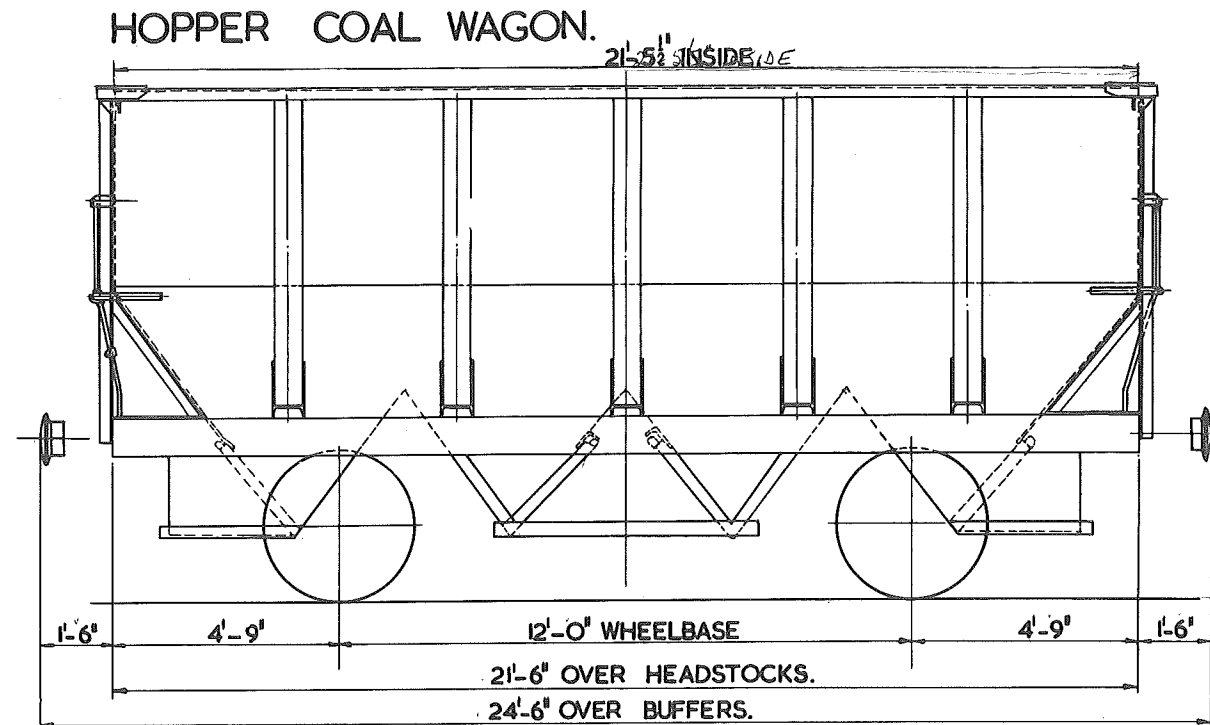 HOPPER COAL WAGON.
21'-5½" INSIDE
1'-6" 4'-9" 12'-0" WHEELBASE 4'-9" 1'-6"
21'-6" OVER HEADSTOCKS.
24'-6" OVER BUFFERS.